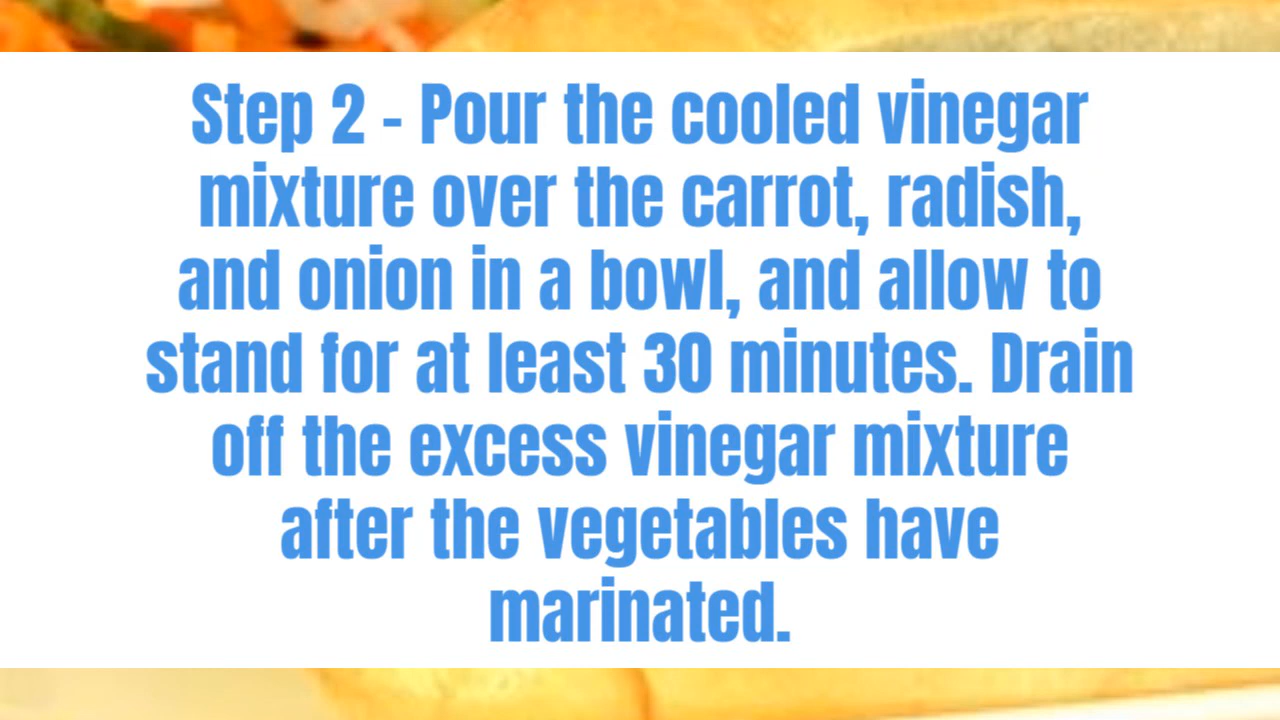 Step 2 - Pour the cooled vinegar
mixture over the carrot, radish,
and onion in a bowl, and allow to
stand for at least 30 minutes. Drain
off the excess vinegar mixture
after the vegetables have
marinated.